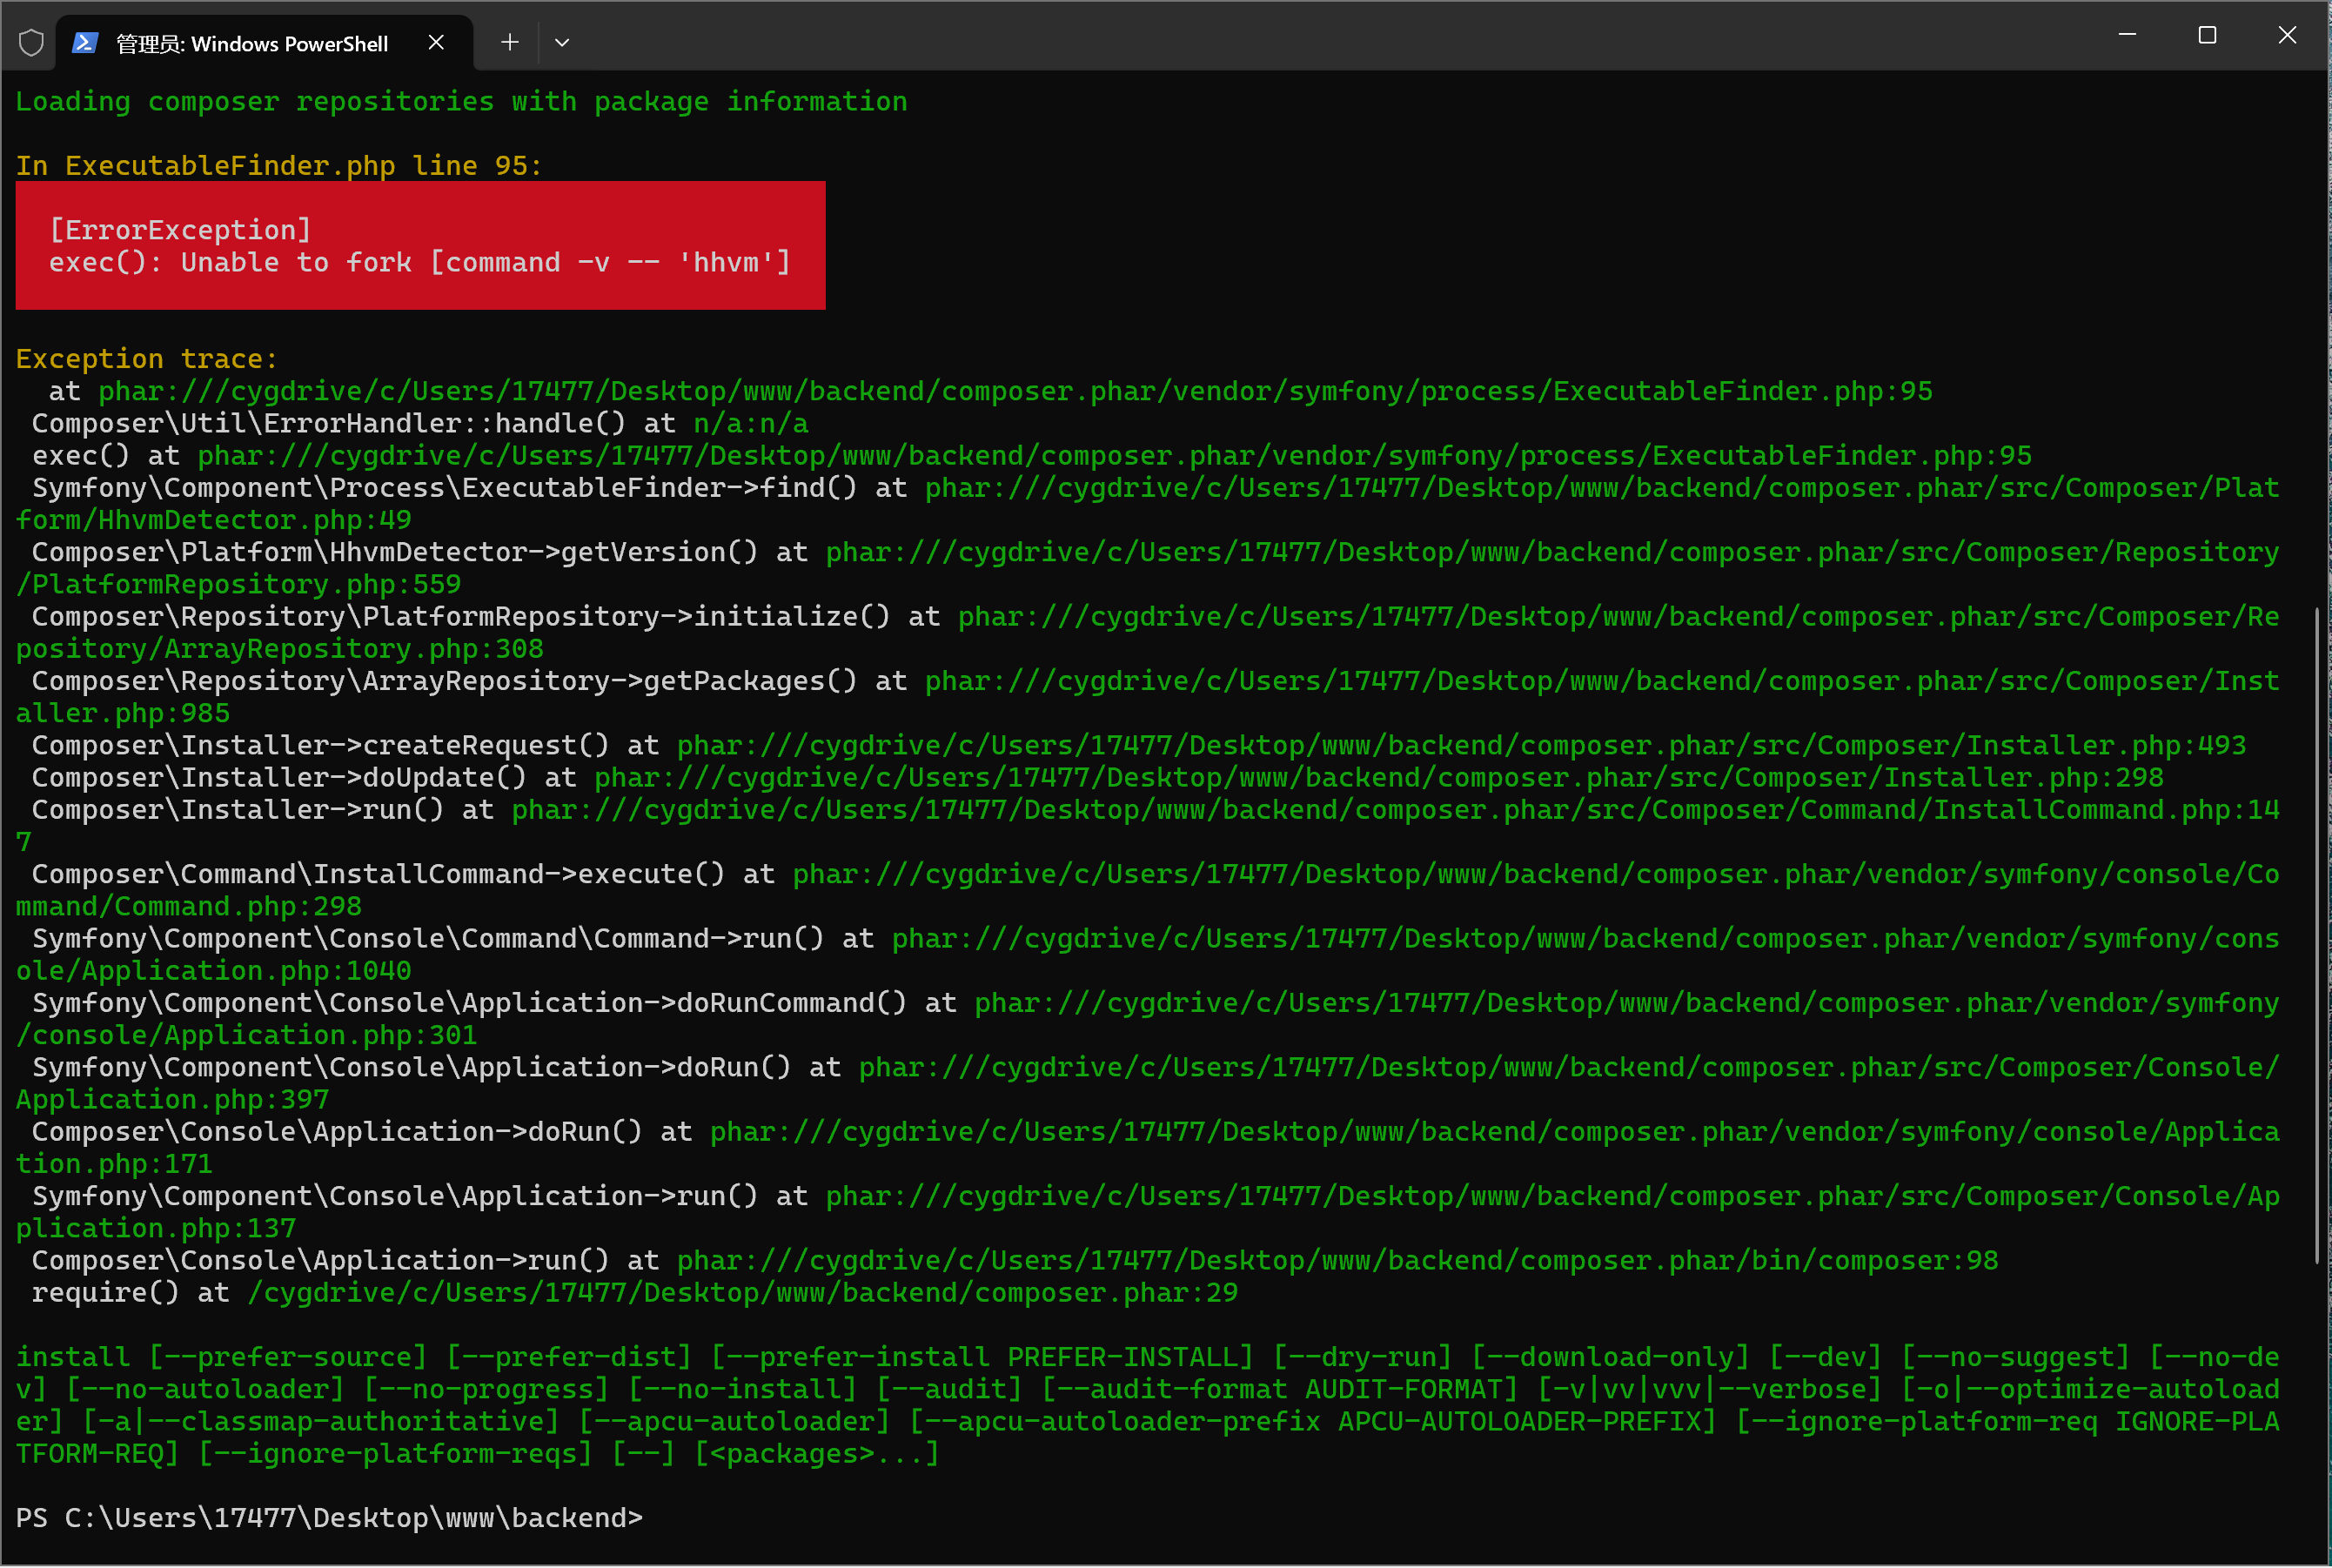 管理员: Windows PowerShell
Loading composer repositories with package information
In ExecutableFinder.php line 95:
[ErrorException]
exec(): Unable to fork [command -v -- 'hhvm']
Exception trace:
at phar:///cygdrive/c/Users/17477/Desktop/www/backend/composer.phar/vendor/symfony/process/ExecutableFinder.php:95
Composer\Util\ErrorHandler::handle() at n/a:n/a
exec() at phar:///cygdrive/c/Users/17477/Desktop/www/backend/composer.phar/vendor/symfony/process/ExecutableFinder.php:95
Symfony\Component\Process\ExecutableFinder->find() at phar:///cygdrive/c/Users/17477/Desktop/www/backend/composer.phar/src/Composer/Plat
form/HhvmDetector.php:49
Composer\Platform\HhvmDetector->getVersion() at phar:///cygdrive/c/Users/17477/Desktop/www/backend/composer.phar/src/Composer/Repository
/PlatformRepository.php:559
Composer\Repository\PlatformRepository->initialize() at phar:///cygdrive/c/Users/17477/Desktop/www/backend/composer.phar/src/Composer/Re
pository/ArrayRepository.php:308
Composer\Repository\ArrayRepository->getPackages() at phar:///cygdrive/c/Users/17477/Desktop/www/backend/composer.phar/src/Composer/Inst
aller.php:985
Composer\Installer->createRequest() at phar:///cygdrive/c/Users/17477/Desktop/www/backend/composer.phar/src/Composer/Installer.php:493
Composer\Installer->doUpdate() at phar:///cygdrive/c/Users/17477/Desktop/www/backend/composer.phar/src/Composer/Installer.php:298
Composer\Installer->run() at phar:///cygdrive/c/Users/17477/Desktop/www/backend/composer.phar/src/Composer/Command/InstallCommand.php:14
7
Composer\Command\InstallCommand->execute() at phar:///cygdrive/c/Users/17477/Desktop/www/backend/composer.phar/vendor/symfony/console/Co
mmand/Command.php:298
Symfony\Component\Console\Command\Command->run() at phar:///cygdrive/c/Users/17477/Desktop/www/backend/composer.phar/vendor/symfony/cons
ole/Application.php:1040
Symfony\Component\Console\Application->doRunCommand() at phar:///cygdrive/c/Users/17477/Desktop/www/backend/composer.phar/vendor/symfony
/console/Application.php:301
Symfony\Component\Console\Application->doRun() at phar:///cygdrive/c/Users/17477/Desktop/www/backend/composer.phar/src/Composer/Console/
Application.php:397
Composer\Console\Application->doRun() at phar:///cygdrive/c/Users/17477/Desktop/www/backend/composer.phar/vendor/symfony/console/Applica
tion.php:171
Symfony\Component\Console\Application->run() at phar:///cygdrive/c/Users/17477/Desktop/www/backend/composer.phar/src/Composer/Console/Ap
plication.php:137
Composer\Console\Application->run() at phar:///cygdrive/c/Users/17477/Desktop/www/backend/composer.phar/bin/composer:98
require() at /cygdrive/c/Users/17477/Desktop/www/backend/composer.phar:29
install [--prefer-source] [--prefer-dist] [--prefer-install PREFER-INSTALL] [--dry-run] [--download-only] [--dev] [--no-suggest] [--no-de
v] [--no-autoloader] [--no-progress] [--no-install] [--audit] [--audit-format AUDIT-FORMAT] [-v|vv|vvv|--verbose] [-o|--optimize-autoload
er] [-a|--classmap-authoritative] [--apcu-autoloader] [--apcu-autoloader-prefix APCU-AUTOLOADER-PREFIX] [--ignore-platform-req IGNORE-PLA
TFORM-REQ] [--ignore-platform-reqs] [--] [<packages>...]
PS C:\Users\17477\Desktop\www\backend>